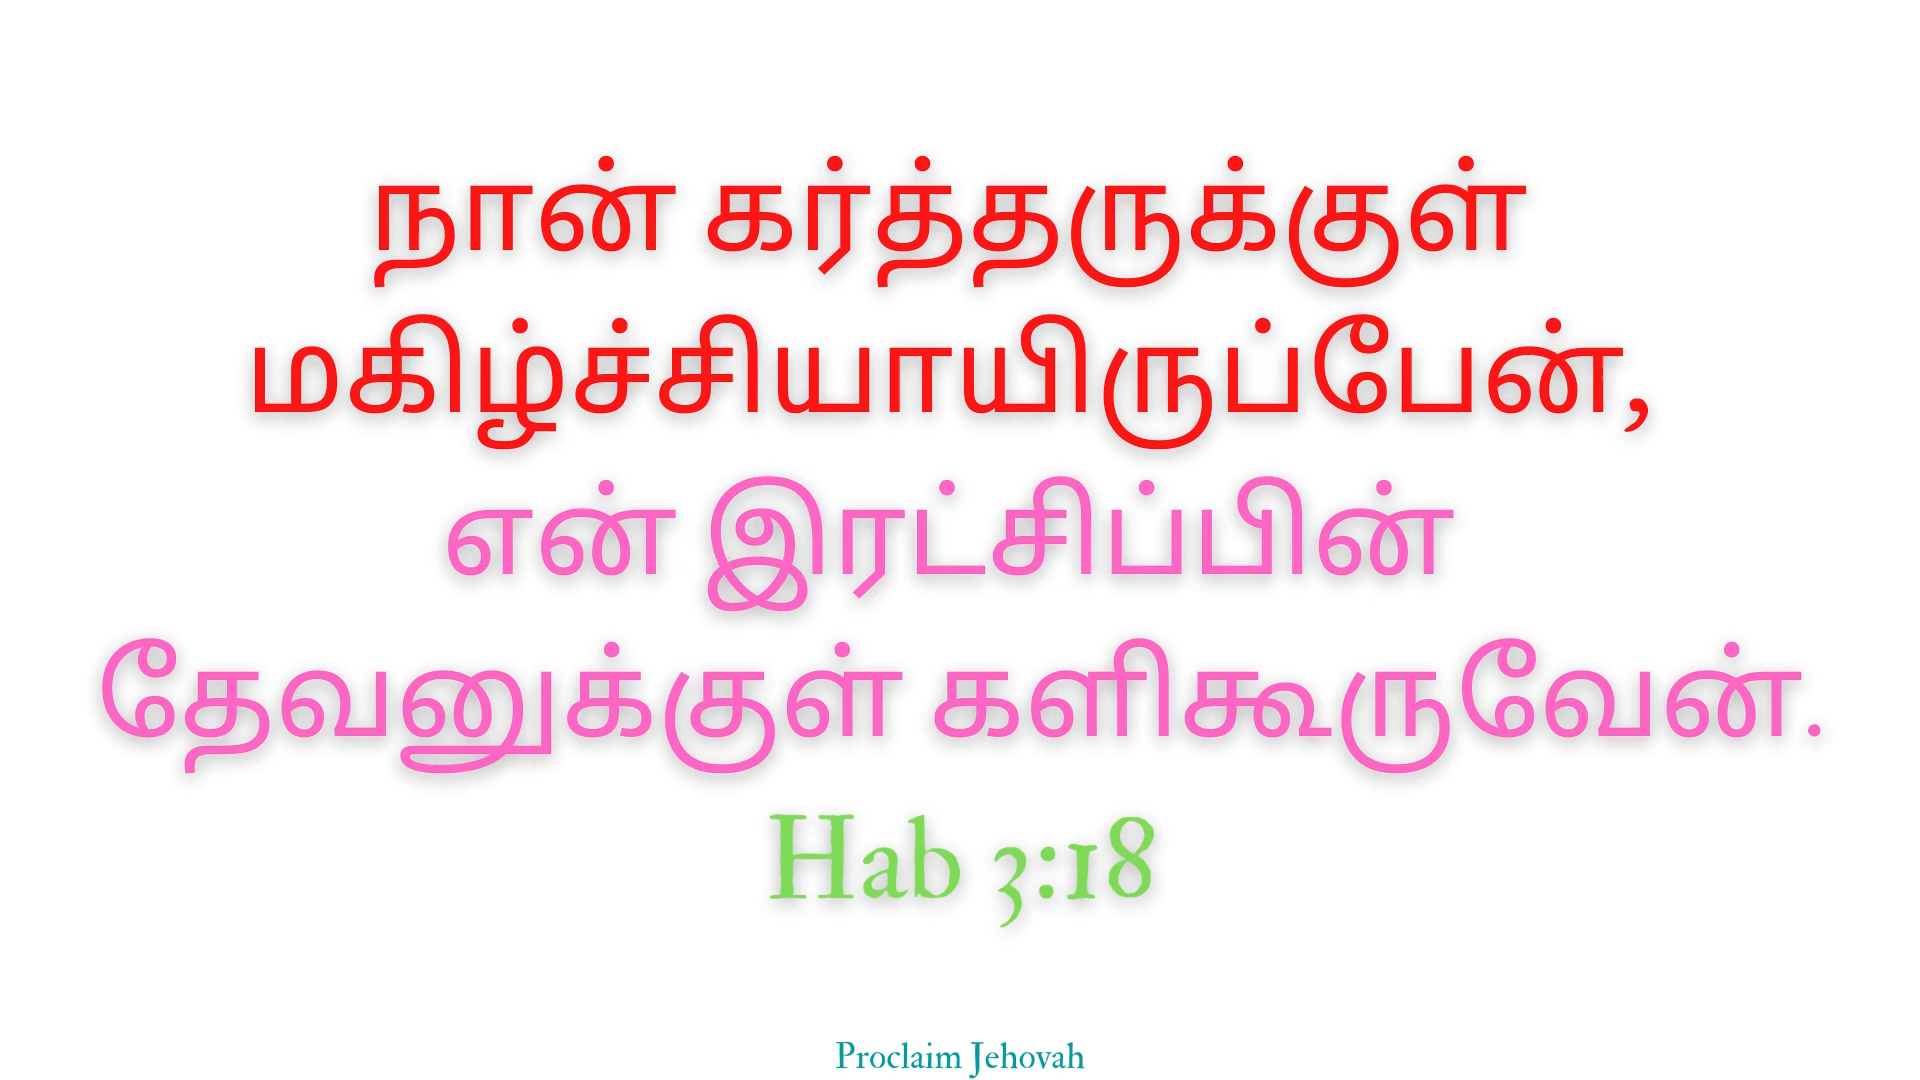 நான் கர்த்தருக்குள்
மகிழ்ச்சியாயிருப்பேன்,
என் இரட்சிப்பின்
தேவனுக்குள் களிகூருவேன்.
Hab 3:18
Proclaim Jehovah